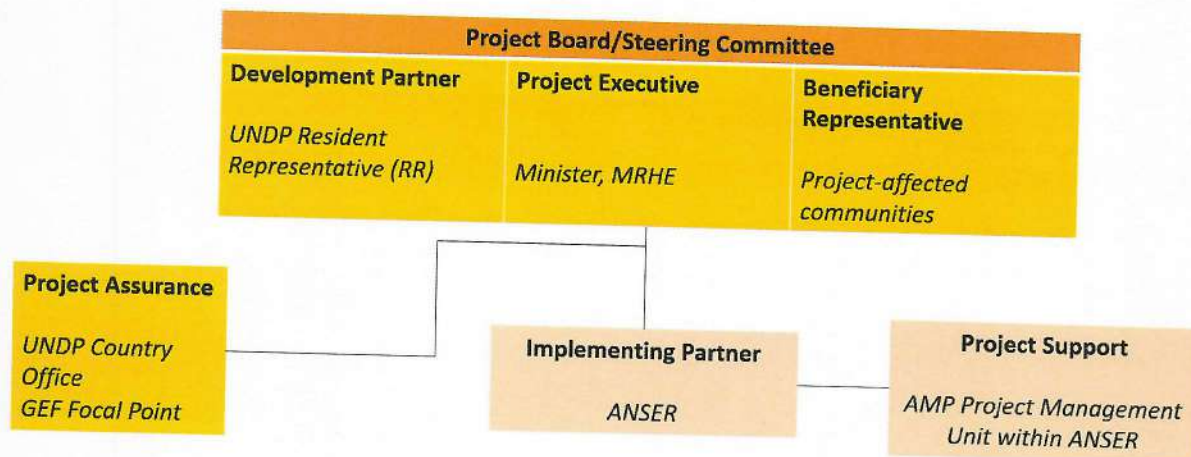 Project Board/Steering Committee
Development Partner
UNDP Resident
Representative (RR)
Project Executive
Minister, MRHE
Beneficiary
Representative
Project-affected
communities
Project Assurance
UNDP Country
Office
GEF Focal Point
Implementing Partner
ANSER
Project Support
AMP Project Management
Unit within ANSER